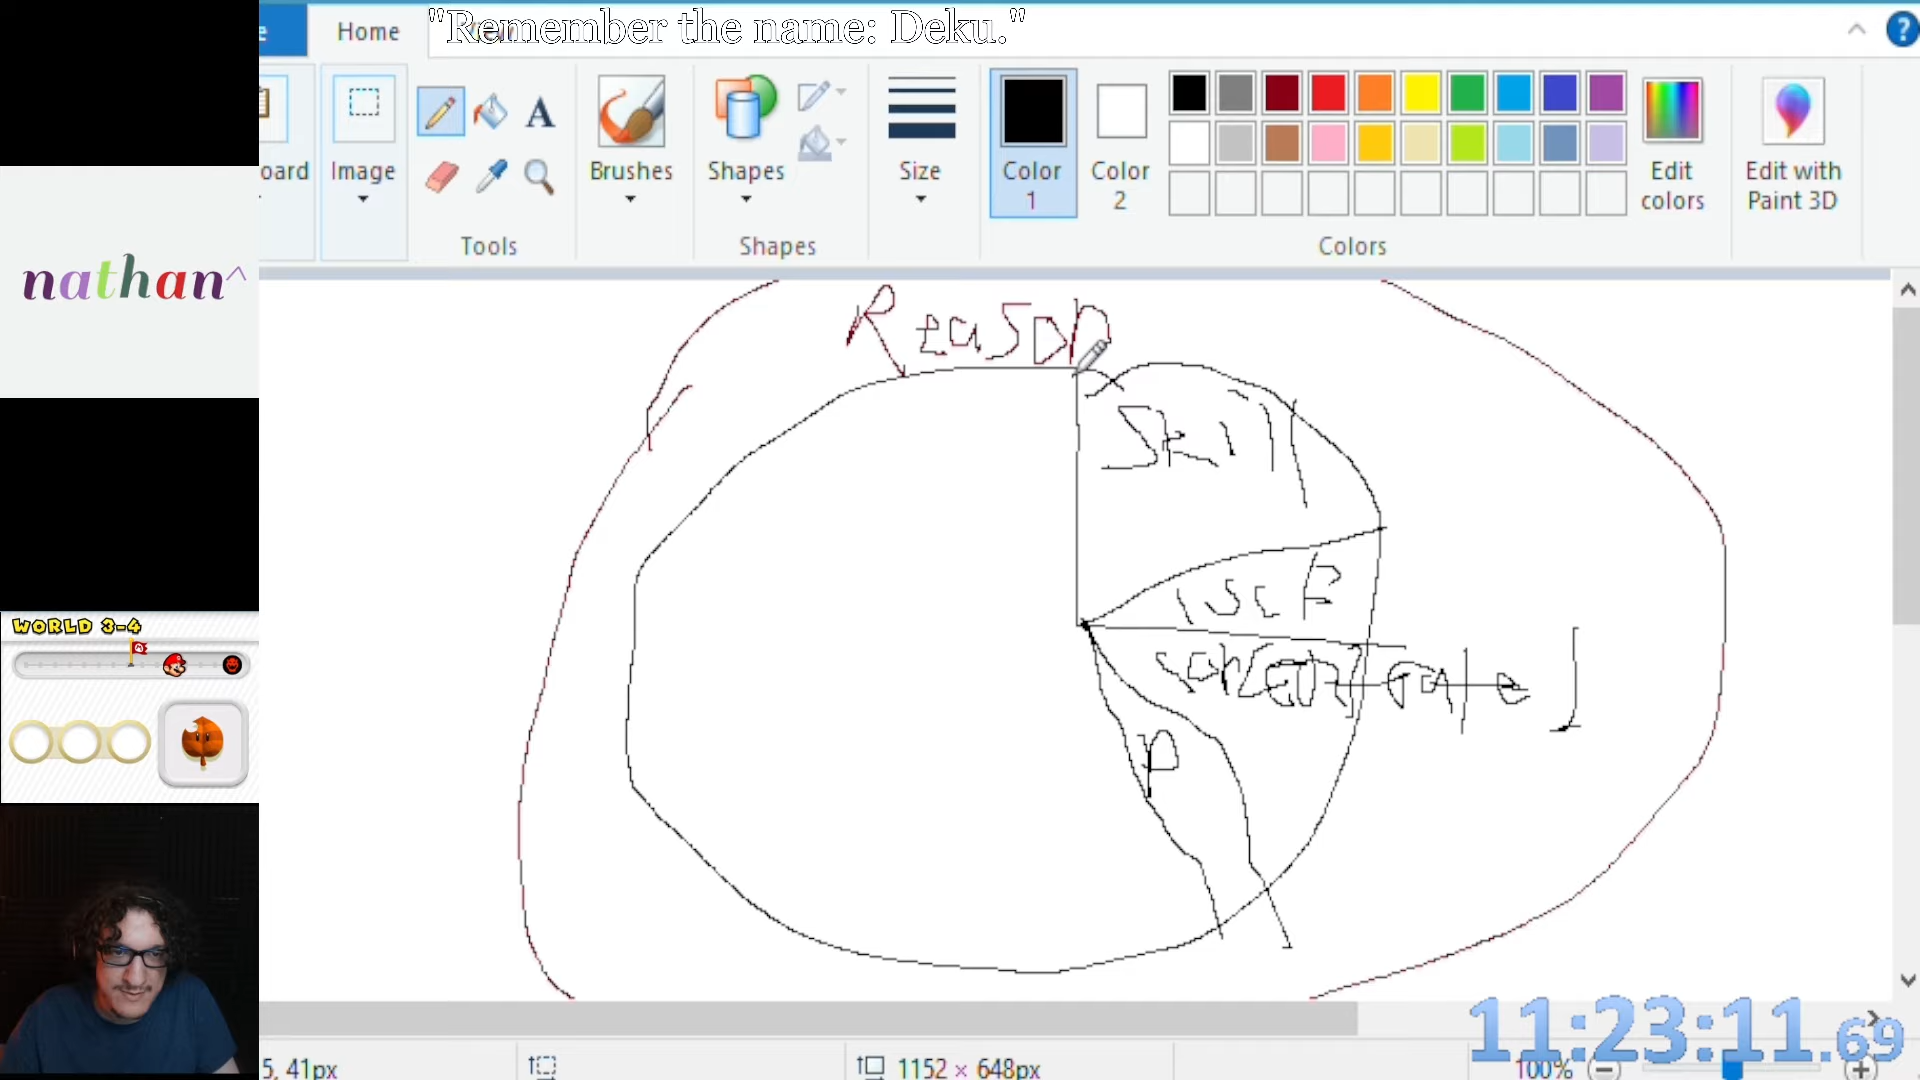 "Remember the name: Deku."
Home
oard
Image
Brushes
Shapes
Size
Color
1
Color
2
Edit
colors
Edit with
Paint 3D
Tools
Shapes
Colors
nathan^
Reason
Skill
WORLD 3-4
P
11:23:11.69
5, 41px
1152 × 648px
100%